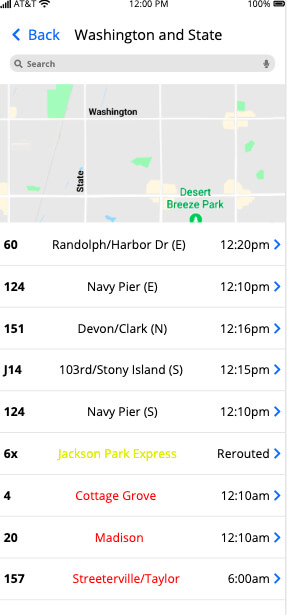 AT&T 12:00 PM 100%
Back Washington and State
Search
Washington
State
Desert
Breeze Park
60 Randolph/Harbor Dr (E) 12:20pm
124 Navy Pier (E) 12:10pm
151 Devon/Clark (N) 12:16pm
J14 103rd/Stony Island (S) 12:15pm
124 Navy Pier (S) 12:10pm
6x Jackson Park Express Rerouted
4 Cottage Grove 12:10am
20 Madison 12:10am
157 Streeterville/Taylor 6:00am